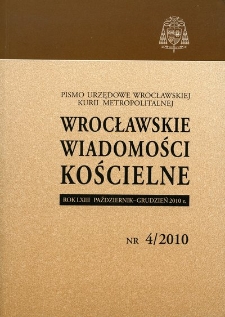 PISMO URZĘDOWE WROCŁAWSKIEJ
KURII METROPOLITALNEJ
WROCŁAWSKIE
WIADOMOŚCI
KOŚCIELNE
ROK LXIII PAŹDZIERNIK–GRUDZIEŃ 2010 r.
NR 4/2010